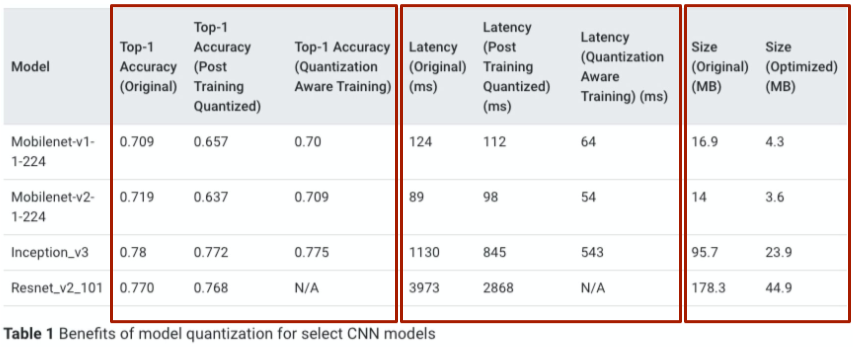 Model | Top-1 Accuracy (Original) | Top-1 Accuracy (Post Training Quantized) | Top-1 Accuracy (Quantization Aware Training) | Latency (Original) (ms) | Latency (Post Training Quantized) (ms) | Latency (Quantization Aware Training) (ms) | Size (Original) (MB) | Size (Optimized) (MB)
Mobilenet-v1-1-224 | 0.709 | 0.657 | 0.70 | 124 | 112 | 64 | 16.9 | 4.3
Mobilenet-v2-1-224 | 0.719 | 0.637 | 0.709 | 89 | 98 | 54 | 14 | 3.6
Inception_v3 | 0.78 | 0.772 | 0.775 | 1130 | 845 | 543 | 95.7 | 23.9
Resnet_v2_101 | 0.770 | 0.768 | N/A | 3973 | 2868 | N/A | 178.3 | 44.9
Table 1 Benefits of model quantization for select CNN models